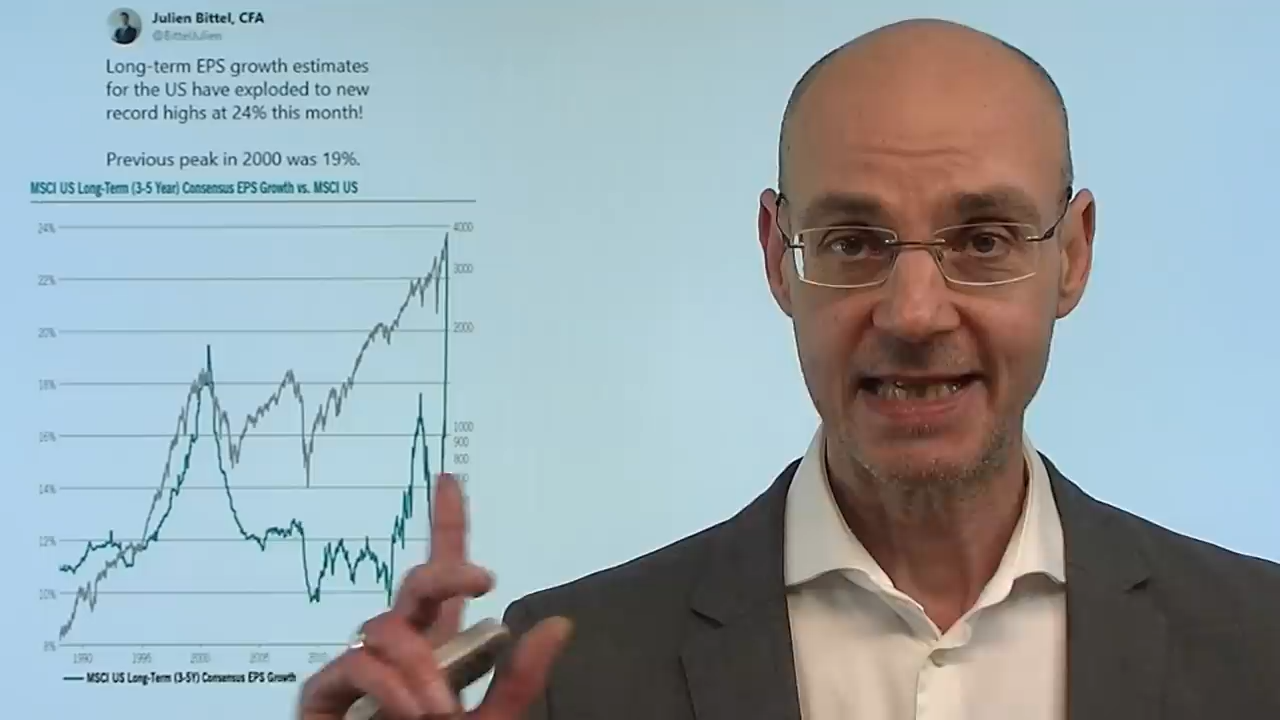 Julien Bittel, CFA
@BittelJulien
Long-term EPS growth estimates
for the US have exploded to new
record highs at 24% this month!
Previous peak in 2000 was 19%.
MSCI US Long-Term (3-5 Year) Consensus EPS Growth vs. MSCI US
24%
4000
3000
22%
20%
2000
18%
16%
1000
900
800
14%
12%
10%
8%
1990
1995
2000
2005
MSCI US Long-Term (3-5Y) Consensus EPS Growth